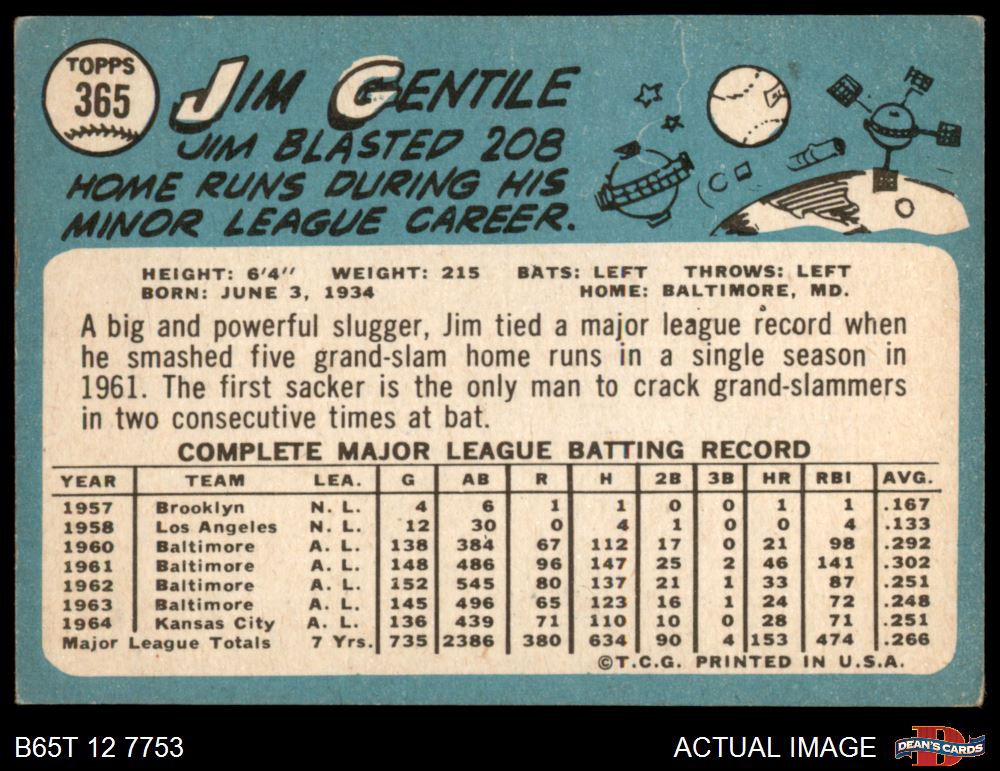 TOPPS
365
JIM GENTILE
JIM BLASTED 208
HOME RUNS DURING HIS
MINOR LEAGUE CAREER.
HEIGHT: 6'4" WEIGHT: 215 BATS: LEFT THROWS: LEFT
BORN: JUNE 3, 1934 HOME: BALTIMORE, MD.
A big and powerful slugger, Jim tied a major league record when
he smashed five grand-slam home runs in a single season in
1961. The first sacker is the only man to crack grand-slammers
in two consecutive times at bat.
COMPLETE MAJOR LEAGUE BATTING RECORD
YEAR TEAM LEA. G AB R H 2B 3B HR RBI AVG.
1957 Brooklyn N. L. 4 6 1 1 0 0 1 1 .167
1958 Los Angeles N. L. 12 30 0 4 1 0 0 4 .133
1960 Baltimore A. L. 138 384 67 112 17 0 21 98 .292
1961 Baltimore A. L. 148 486 96 147 25 2 46 141 .302
1962 Baltimore A. L. 152 545 80 137 21 1 33 87 .251
1963 Baltimore A. L. 145 496 65 123 16 1 24 72 .248
1964 Kansas City A. L. 136 439 71 110 10 0 28 71 .251
Major League Totals 7 Yrs. 735 2386 380 634 90 4 153 474 .266
©T.C.G. PRINTED IN U.S.A.
B65T 12 7753 ACTUAL IMAGE DEAN'S CARDS